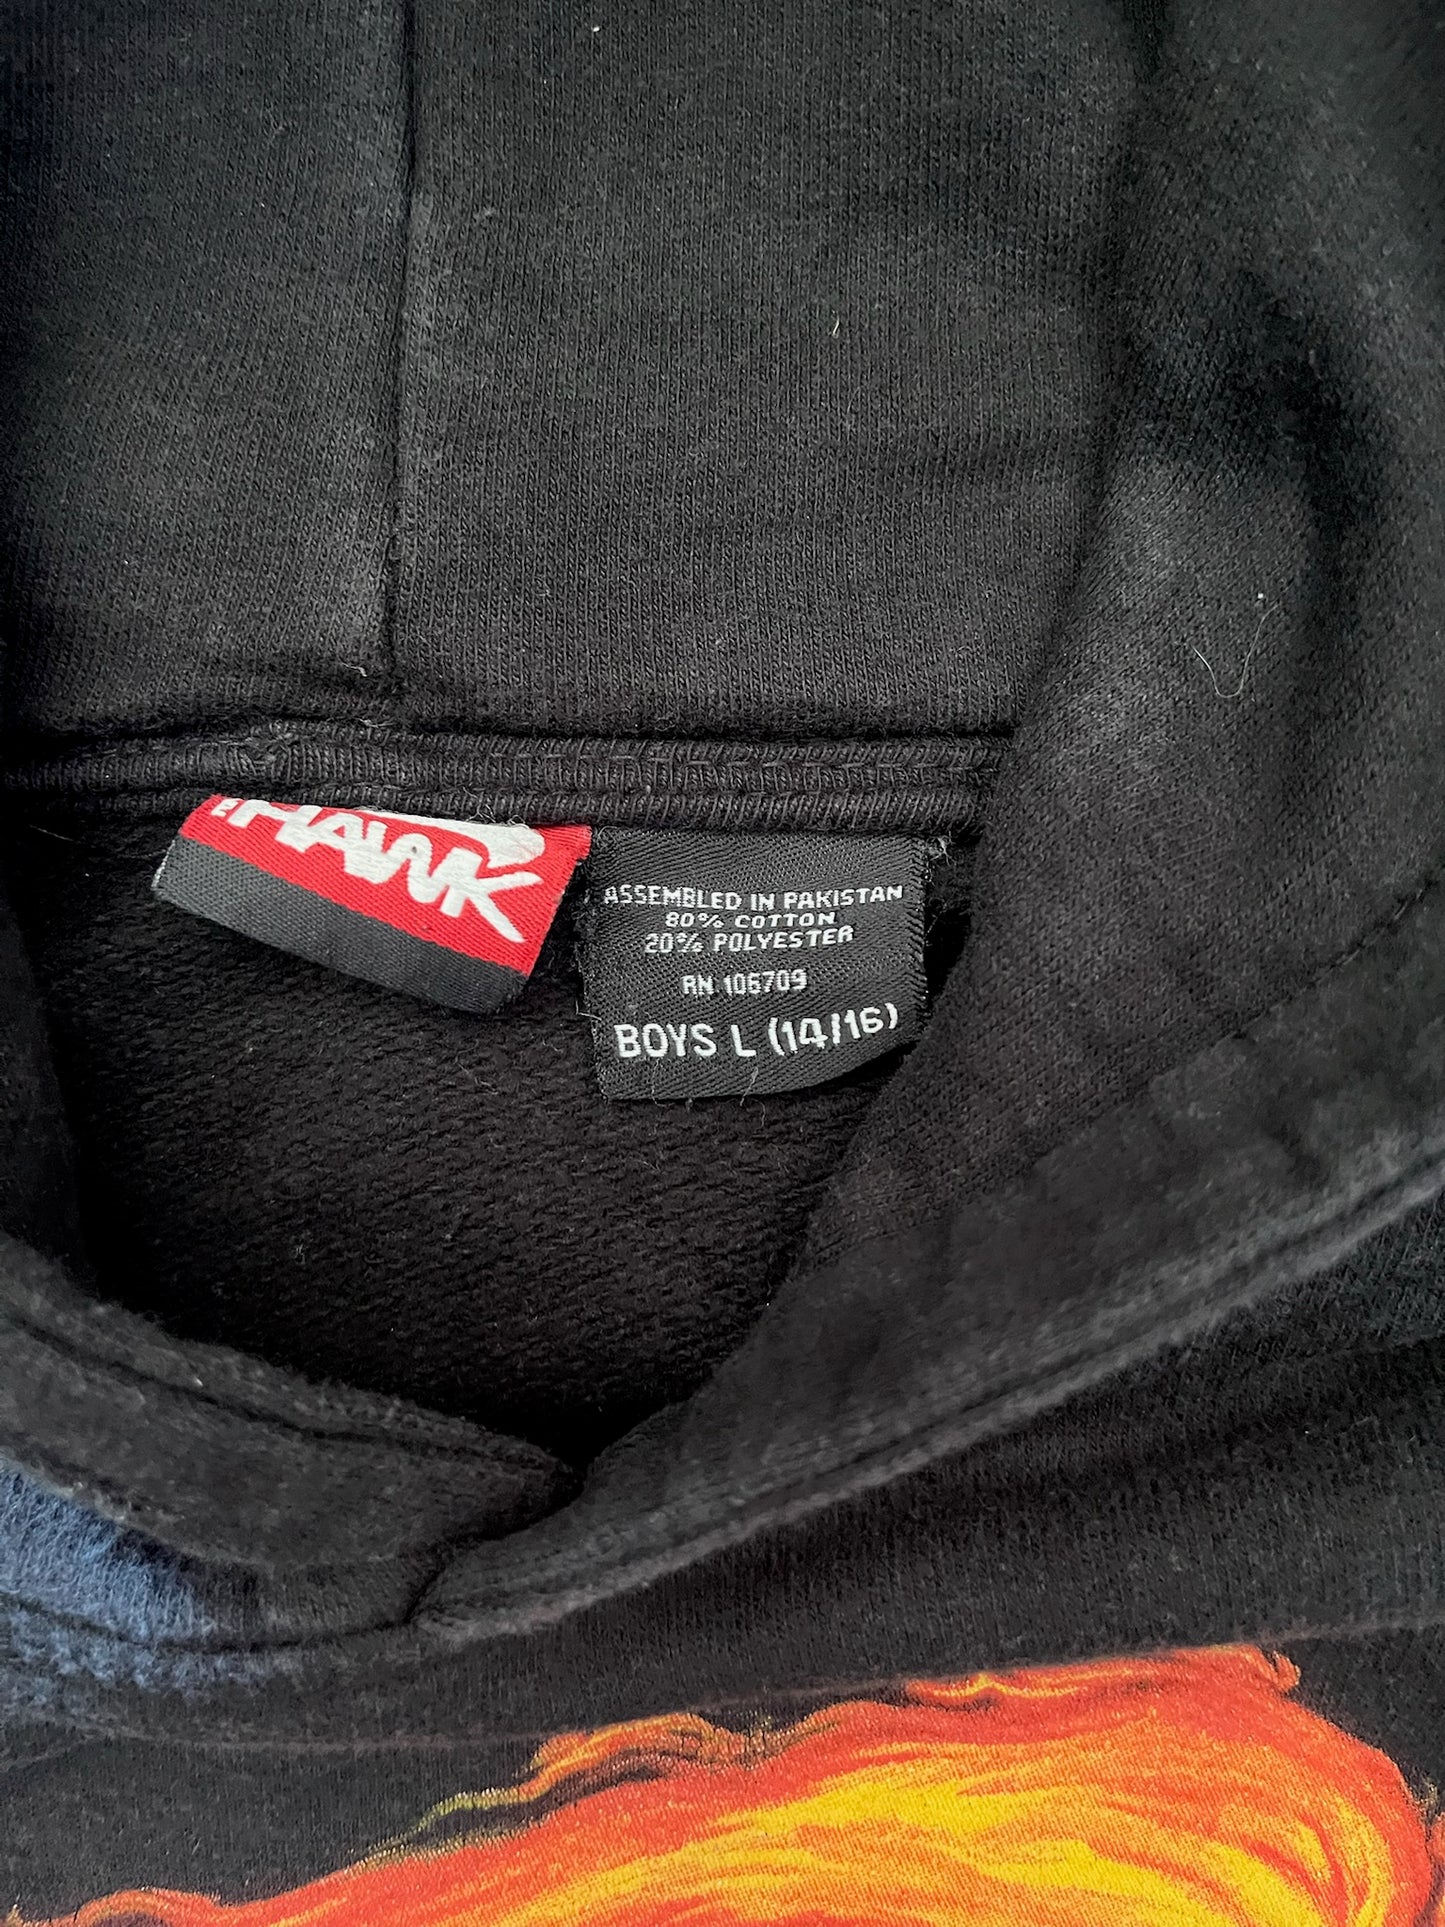 HAWK
ASSEMBLED IN PAKISTAN
80% COTTON
20% POLYESTER
RN 106709
BOYS L (14/16)